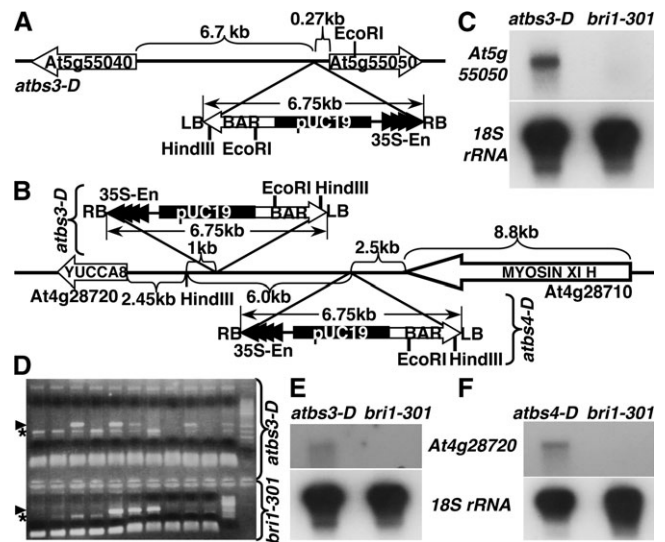 A
6.7 kb
0.27kb
EcoRI
At5g55040
At5g55050
atbs3-D
6.75kb
LB
BAR
pUC19
RB
HindIII
EcoRI
35S-En
B
atbs3-D
35S-En
EcoRI HindIII
RB
pUC19
BAR
LB
6.75kb
1kb
2.5kb
8.8kb
YUCCA8
MYOSIN XI H
At4g28720
2.45kb
HindIII
6.0kb
At4g28710
6.75kb
RB
pUC19
BAR
LB
35S-En
EcoRI HindIII
atbs4-D
C
atbs3-D bri1-301
At5g
55050
18S
rRNA
D
*
atbs3-D
*
bri1-301
E
atbs3-D bri1-301
F
atbs4-D bri1-301
At4g28720
18S rRNA